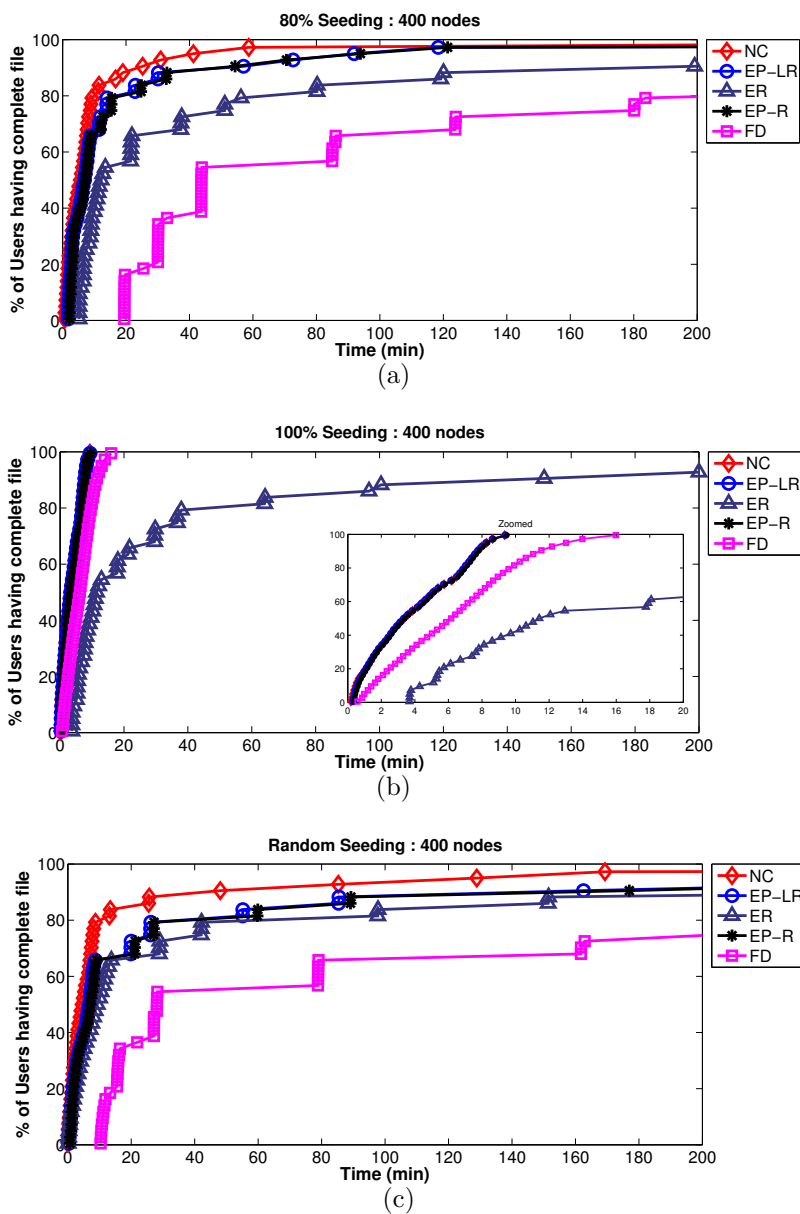 80% Seeding : 400 nodes
% of Users having complete file
100
80
60
40
20
0
0 20 40 60 80 100 120 140 160 180 200
Time (min)
NC
EP−LR
ER
EP−R
FD
(a)
100% Seeding : 400 nodes
% of Users having complete file
100
80
60
40
20
0
0 20 40 60 80 100 120 140 160 180 200
Time (min)
Zoomed
100
80
60
40
20
0
0 2 4 6 8 10 12 14 16 18 20
NC
EP−LR
ER
EP−R
FD
(b)
Random Seeding : 400 nodes
% of Users having complete file
100
80
60
40
20
0
0 20 40 60 80 100 120 140 160 180 200
Time (min)
NC
EP−LR
ER
EP−R
FD
(c)